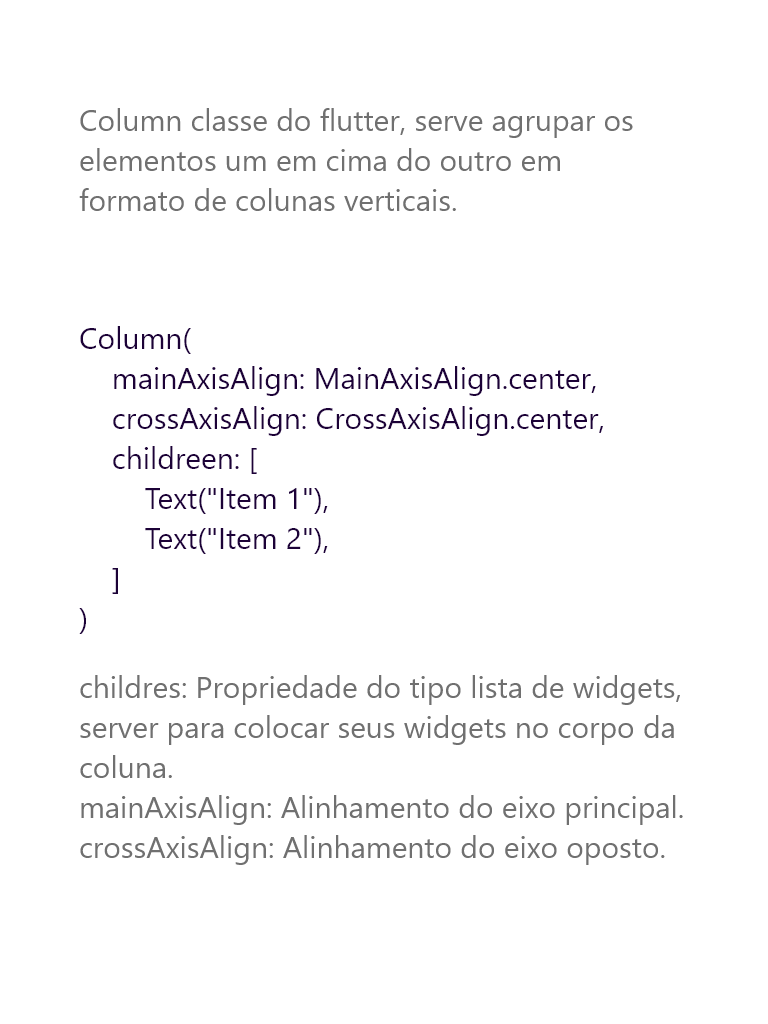 Column classe do flutter, serve agrupar os
elementos um em cima do outro em
formato de colunas verticais.
Column(
mainAxisAlign: MainAxisAlign.center,
crossAxisAlign: CrossAxisAlign.center,
childreen: [
Text("Item 1"),
Text("Item 2"),
]
)
childres: Propriedade do tipo lista de widgets,
server para colocar seus widgets no corpo da
coluna.
mainAxisAlign: Alinhamento do eixo principal.
crossAxisAlign: Alinhamento do eixo oposto.